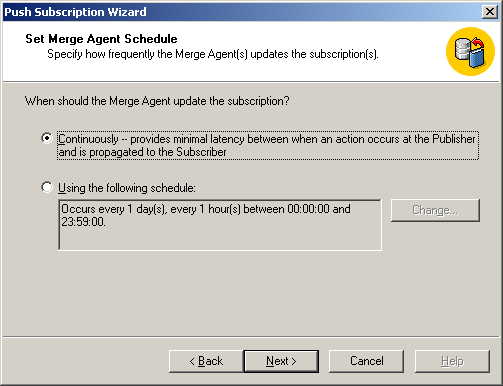 Push Subscription Wizard
Set Merge Agent Schedule
Specify how frequently the Merge Agent(s) updates the subscription(s).
When should the Merge Agent update the subscription?
Continuously -- provides minimal latency between when an action occurs at the Publisher
and is propagated to the Subscriber
Using the following schedule:
Occurs every 1 day(s), every 1 hour(s) between 00:00:00 and
23:59:00.
Change...
< Back
Next >
Cancel
Help